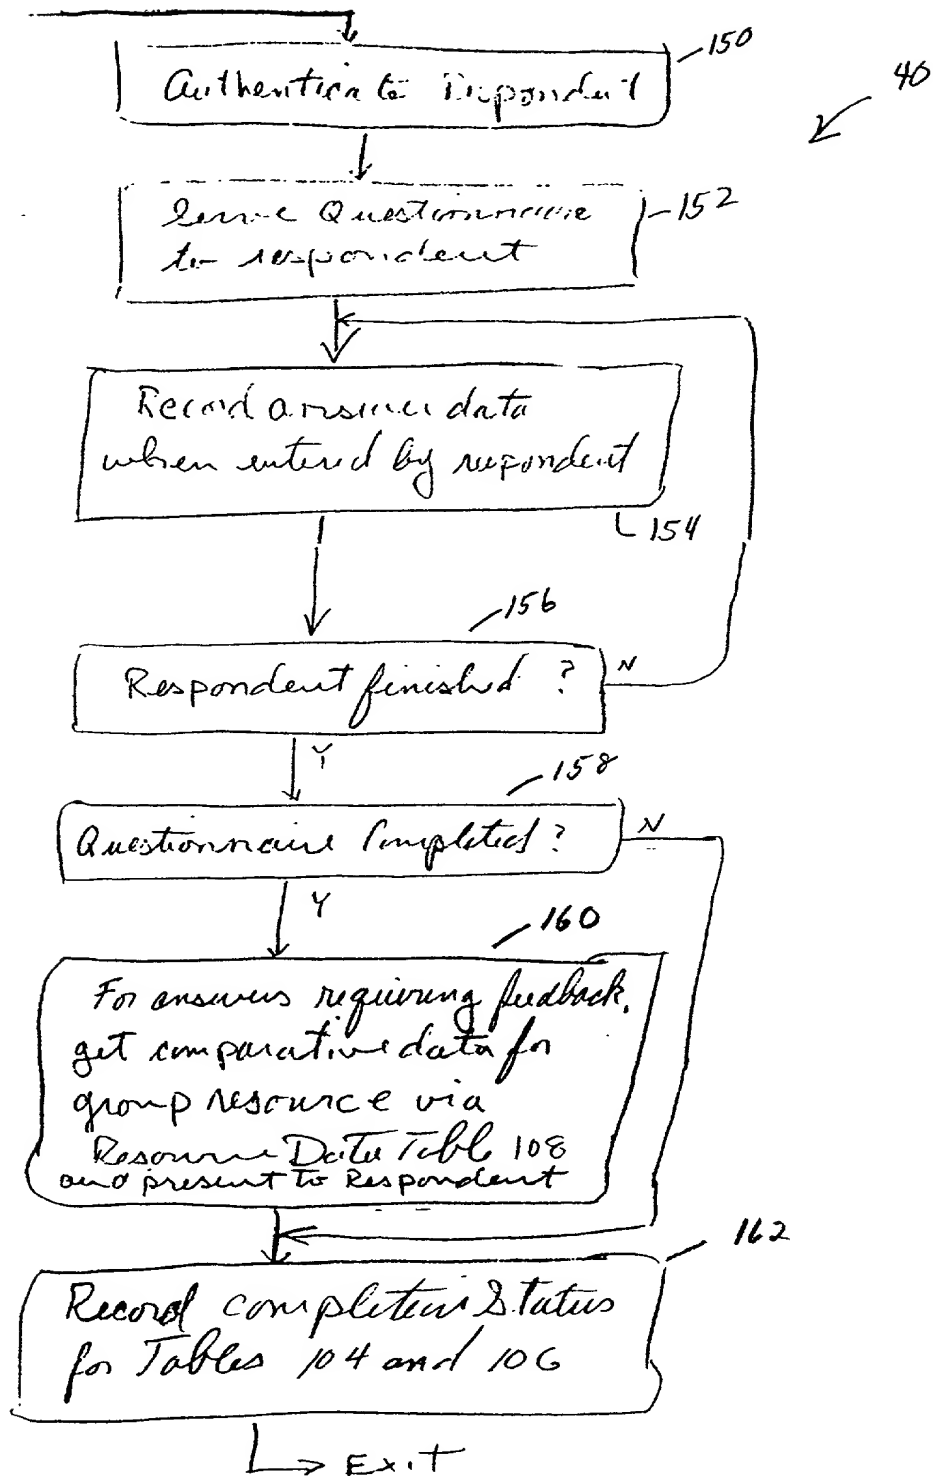 150
Authenticate respondent
40
Serve Questionnaire
to respondent
152
Record answer data
when entered by respondent
154
156
Respondent finished ?
N
Y
158
Questionnaire Completed ?
N
Y
160
For answers requiring feedback,
get comparative data for
group resource via
Resource Data Table 108
and present to Respondent
162
Record completion Status
for Tables 104 and 106
Exit